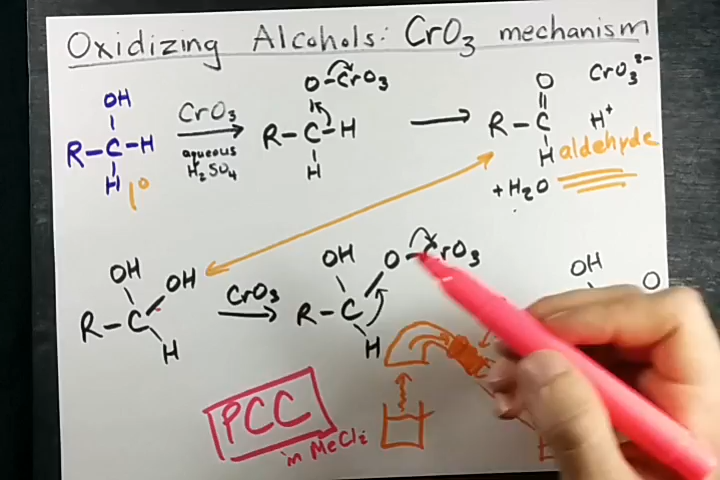 Oxidizing Alcohols: CrO3 mechanism
OH
R-C-H
H 1°
CrO3
aqueous
H2SO4
O-CrO3
R-C-H
H
O
R-C
H aldehyde
+H2O
CrO3 2-
H+
OH
OH
R-C
H
CrO3
OH
O-CrO3
R-C
H
OH
O
PCC
in MeCl2